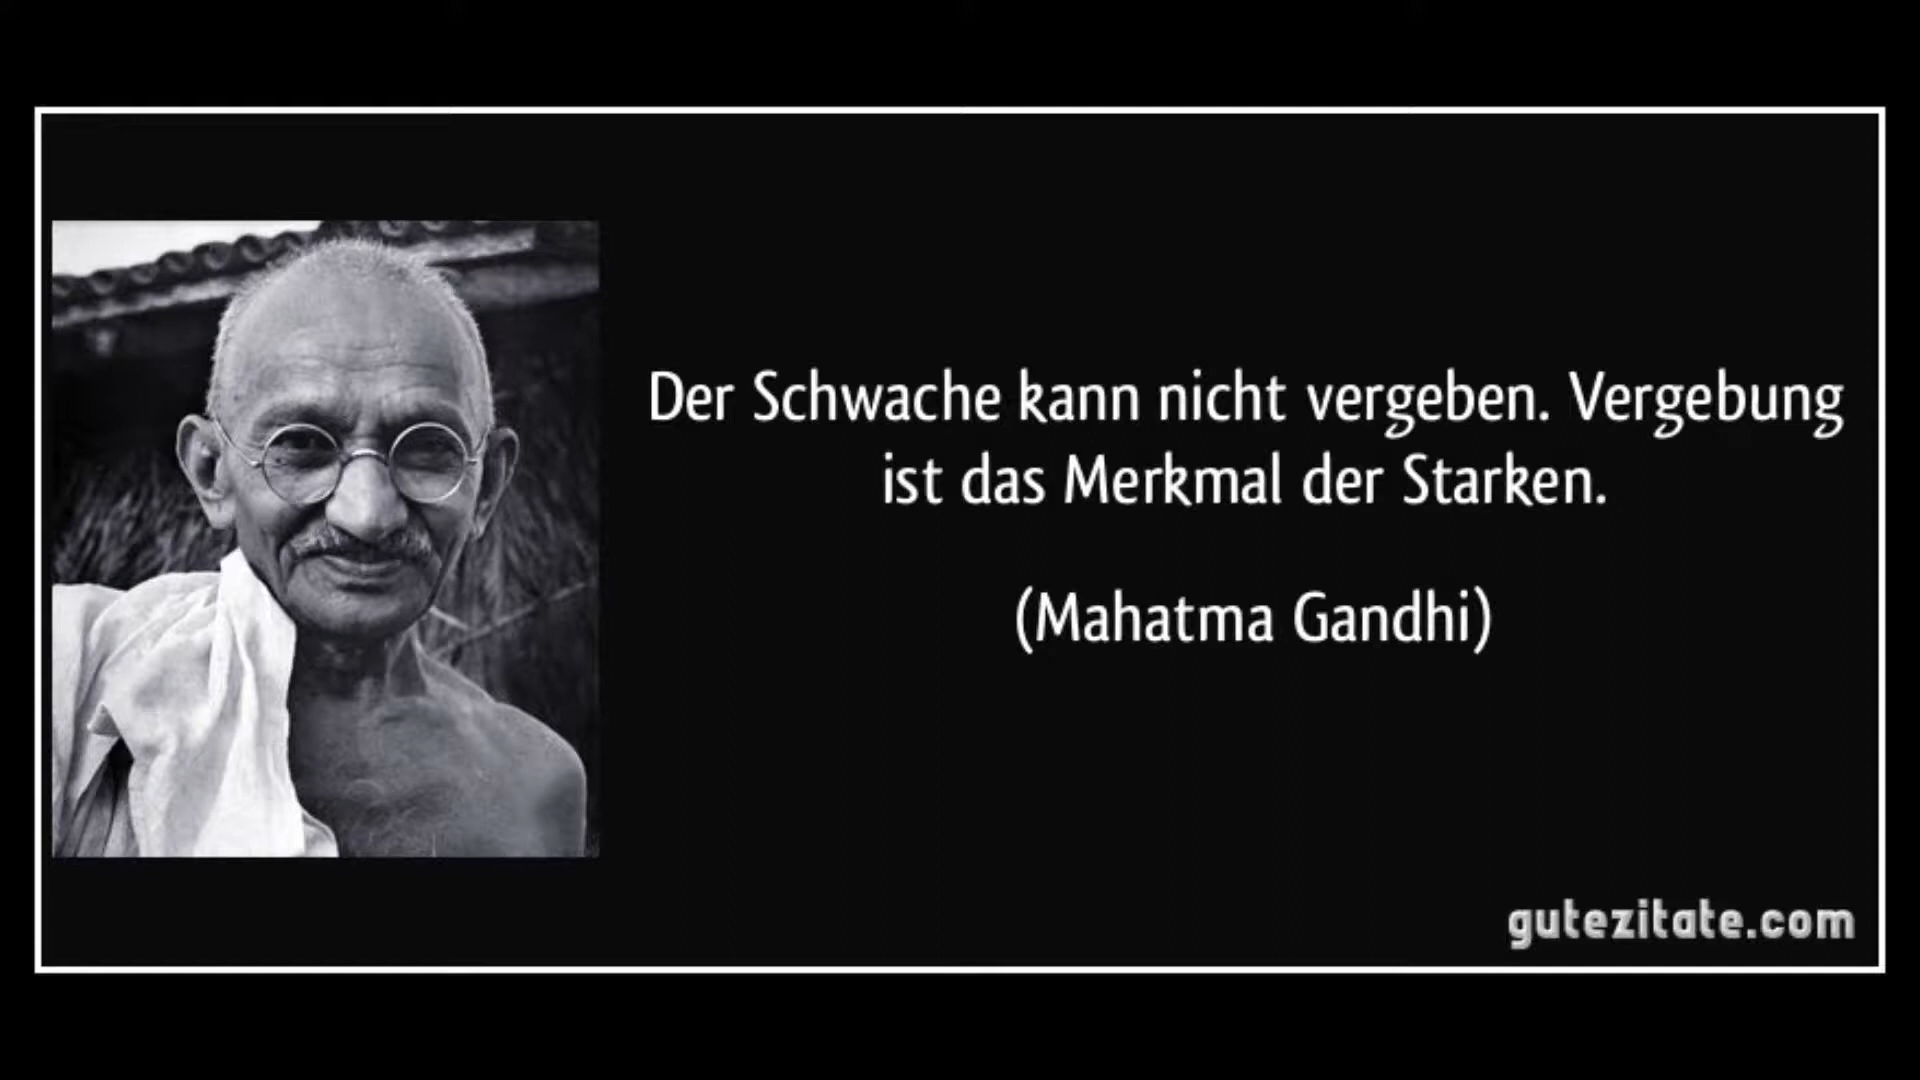 Der Schwache kann nicht vergeben. Vergebung
ist das Merkmal der Starken.
(Mahatma Gandhi)
gutezitate.com